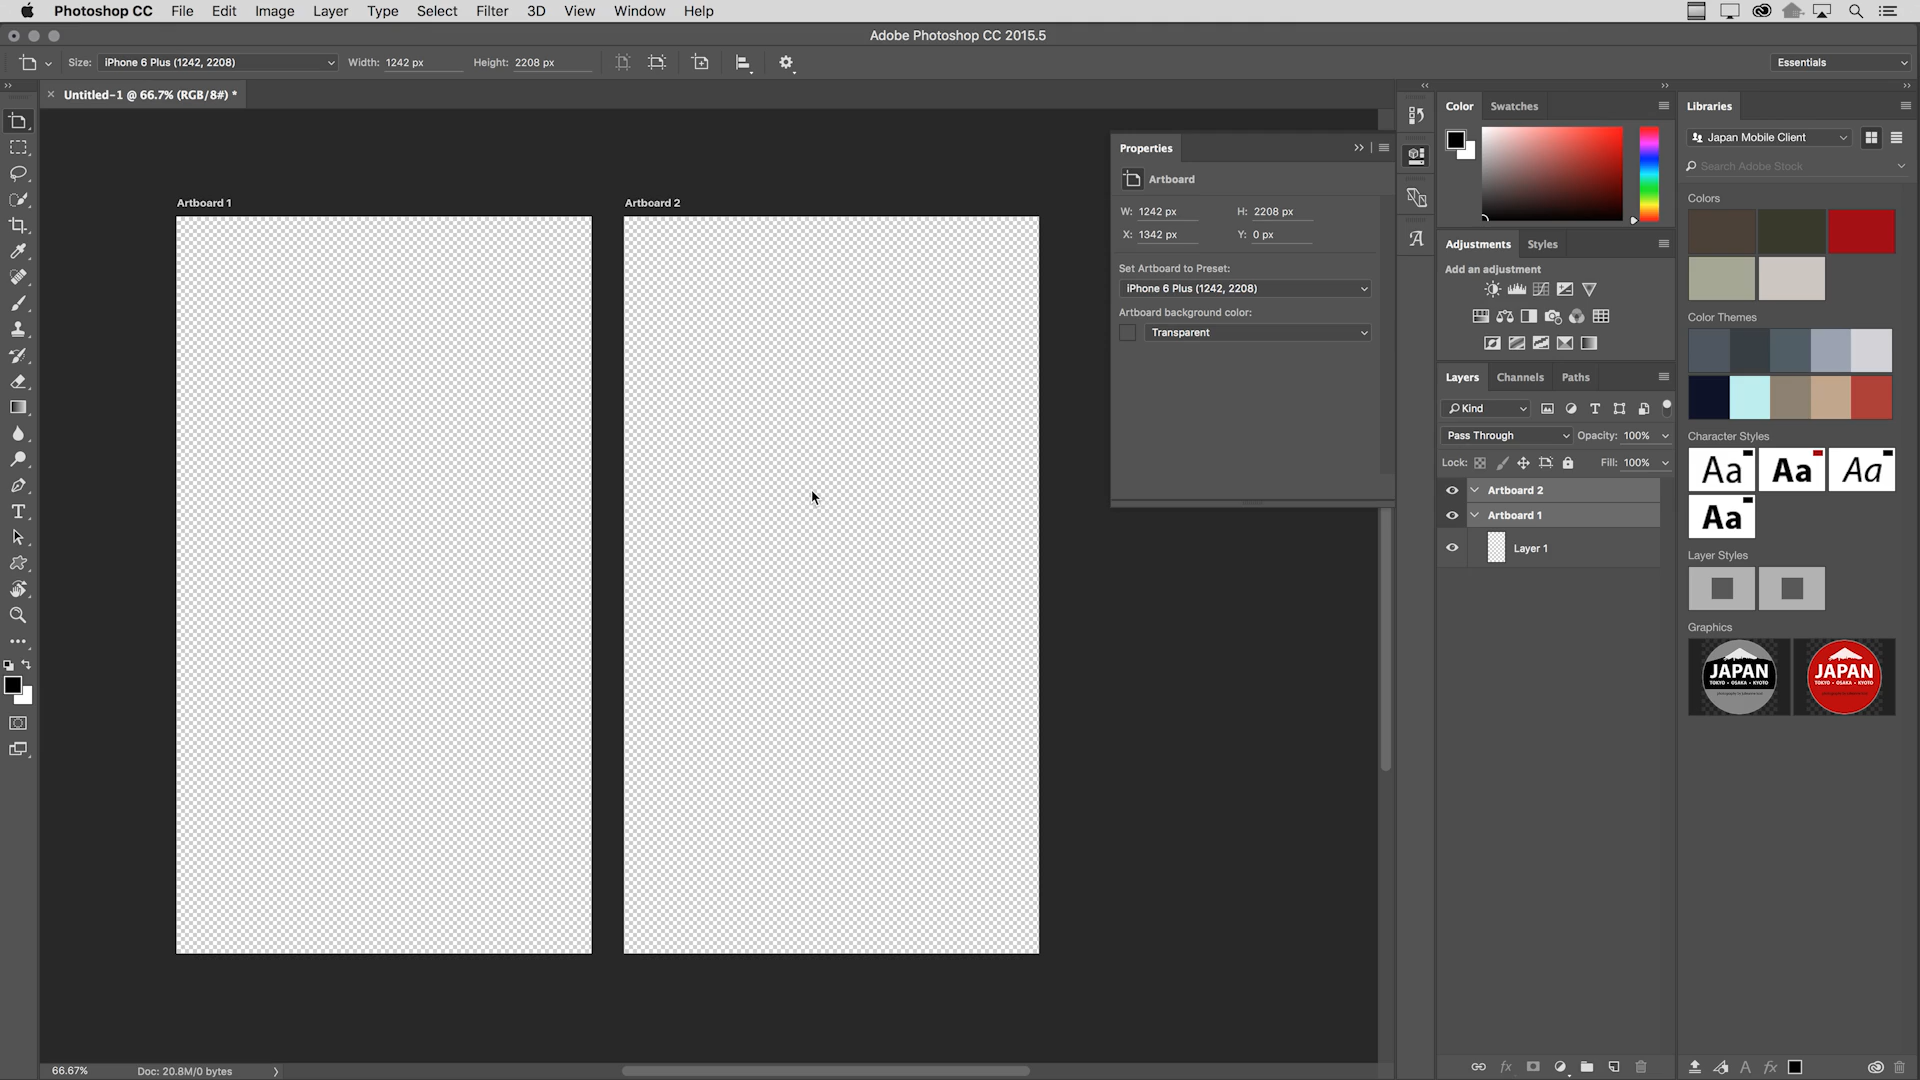 Photoshop CC File Edit Image Layer Type Select Filter 3D View Window Help
Adobe Photoshop CC 2015.5
Size: iPhone 6 Plus (1242, 2208) Width: 1242 px Height: 2208 px Essentials
× Untitled-1 @ 66.7% (RGB/8#) *
Artboard 1
Artboard 2
Properties
Artboard
W: 1242 px H: 2208 px
X: 1342 px Y: 0 px
Set Artboard to Preset:
iPhone 6 Plus (1242, 2208)
Artboard background color:
Transparent
Color Swatches
Adjustments Styles
Add an adjustment
Layers Channels Paths
Kind
Pass Through Opacity: 100%
Lock: Fill: 100%
Artboard 2
Artboard 1
Layer 1
Libraries
Japan Mobile Client
Search Adobe Stock
Colors
Color Themes
Character Styles
Aa Aa Aa
Aa
Layer Styles
Graphics
JAPAN
TOKYO • OSAKA • KYOTO
JAPAN
TOKYO • OSAKA • KYOTO
66.67% Doc: 20.8M/0 bytes